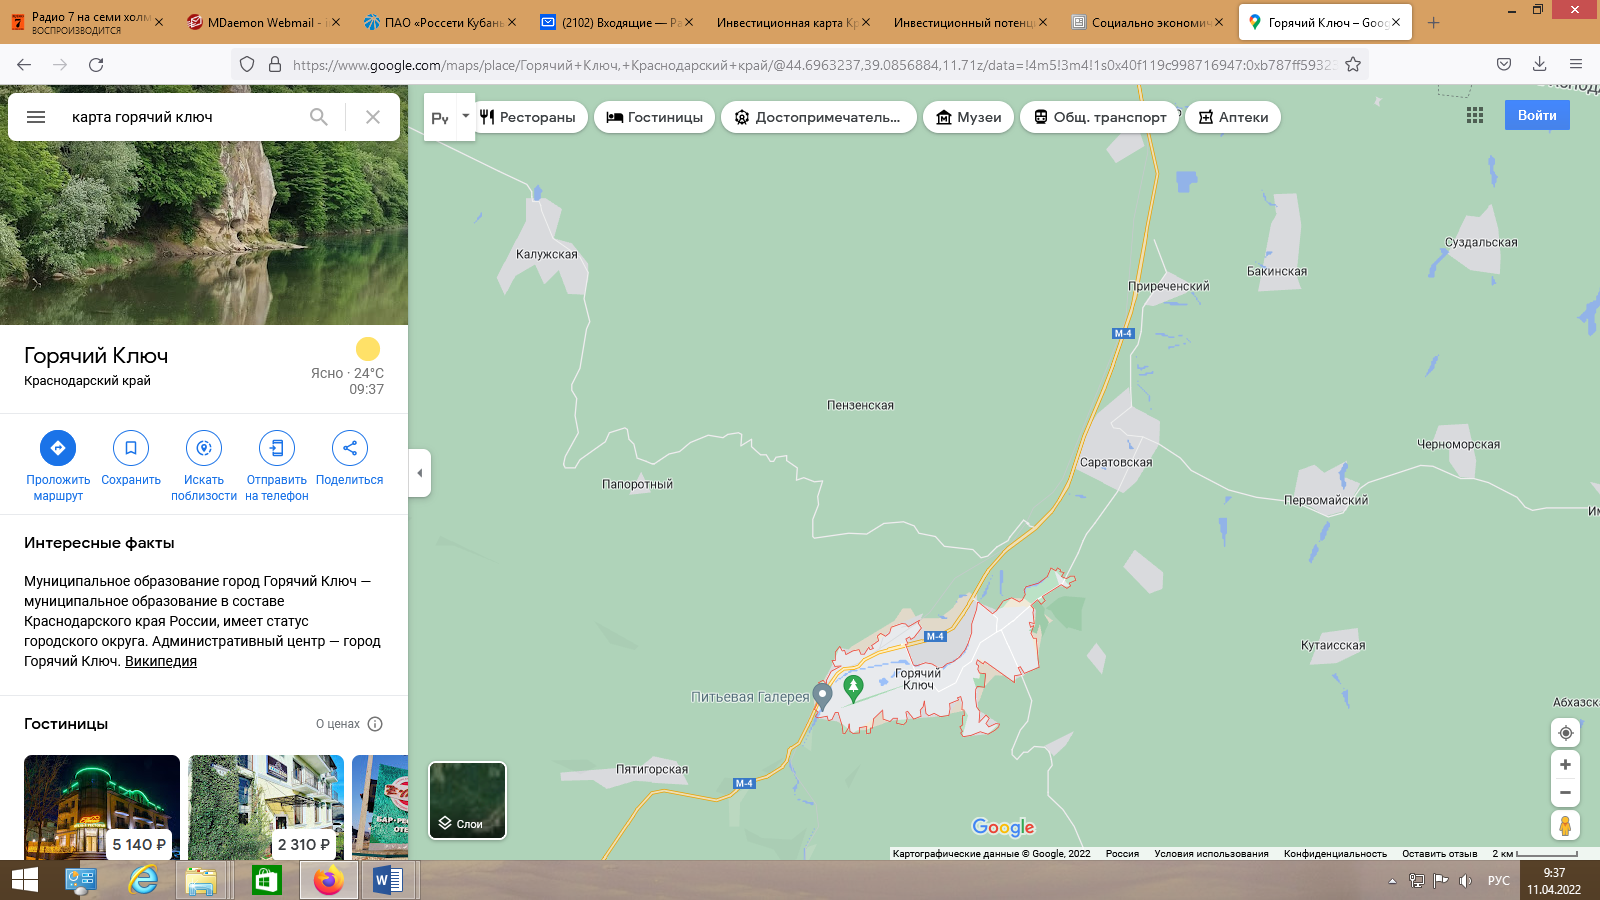 Радио 7 на семи холм
ВОСПРОИЗВОДИТСЯ
MDaemon Webmail - i
ПАО «Россети Кубань
(2102) Входящие — Ра
Инвестиционная карта Кр
Инвестиционный потенц
Социально экономич
Горячий Ключ – Goog
https://www.google.com/maps/place/Горячий+Ключ,+Краснодарский+край/@44.6963237,39.0856884,11.71z/data=!4m5!3m4!1s0x40f119c998716947:0xb787ff59323
карта горячий ключ
Ру
Рестораны
Гостиницы
Достопримечатель...
Музеи
Общ. транспорт
Аптеки
Войти
Горячий Ключ
Краснодарский край
Ясно · 24°C
09:37
Проложить маршрут
Сохранить
Искать поблизости
Отправить на телефон
Поделиться
Интересные факты
Муниципальное образование город Горячий Ключ —
муниципальное образование в составе
Краснодарского края России, имеет статус
городского округа. Административный центр — город
Горячий Ключ. Википедия
Гостиницы
О ценах
5 140 ₽
2 310 ₽
Калужская
Суздальская
Бакинская
Приреченский
М-4
Пензенская
Черноморская
Саратовская
Папоротный
Первомайский
М-4
Кутаисская
Горячий
Ключ
Питьевая Галерея
Абхазск
Пятигорская
М-4
Слои
Google
Картографические данные © Google, 2022
Россия
Условия использования
Конфиденциальность
Оставить отзыв
2 км
РУС
9:37
11.04.2022